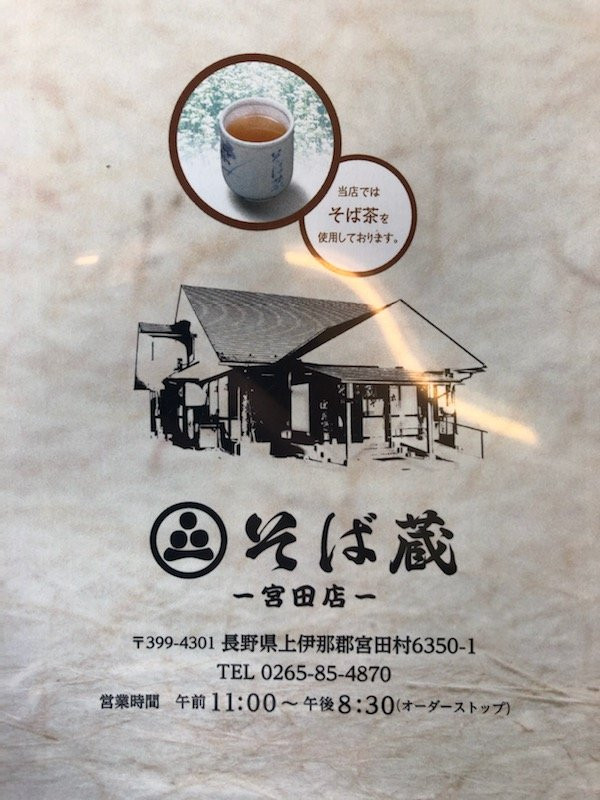 そば蔵
当店では
そば茶を
使用しております。
そば蔵
ー宮田店ー
〒399-4301 長野県上伊那郡宮田村6350-1
TEL 0265-85-4870
営業時間 午前11:00～午後8:30(オーダーストップ)